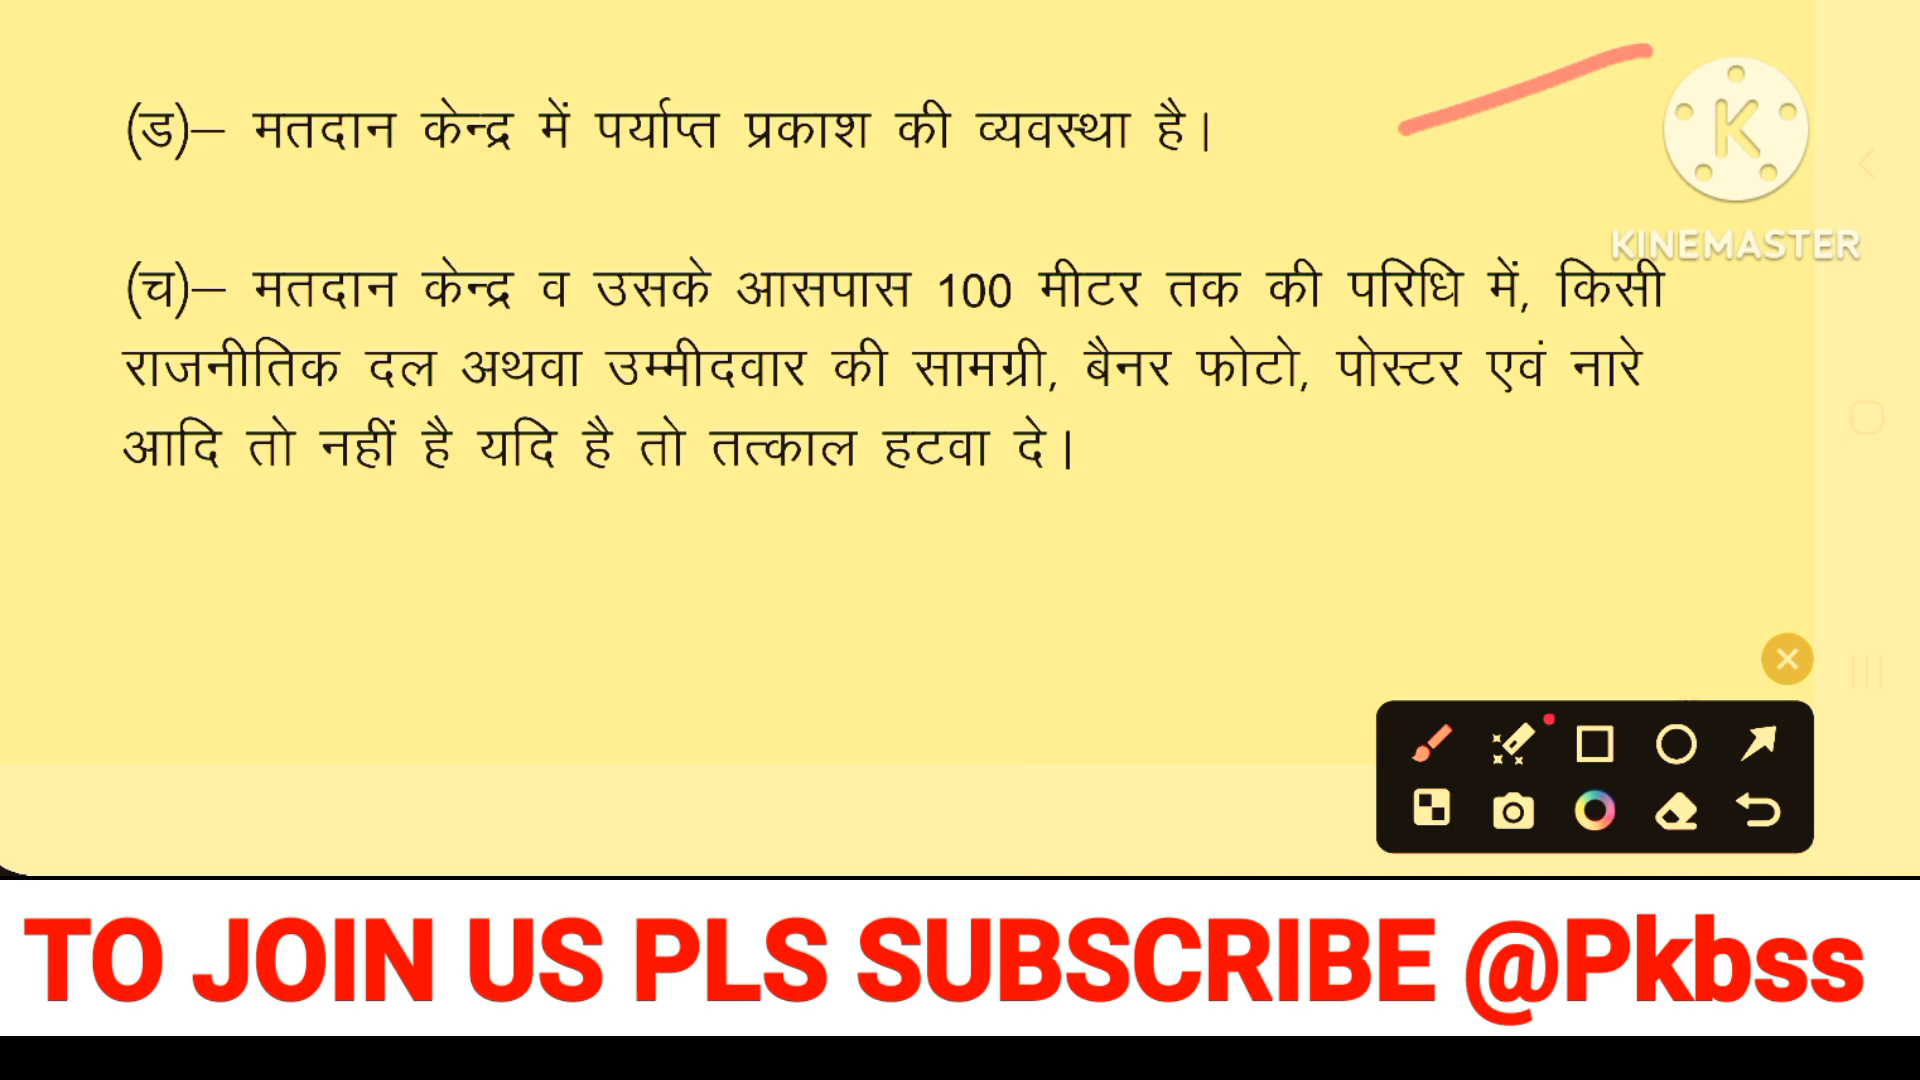 (ड)– मतदान केन्द्र में पर्याप्त प्रकाश की व्यवस्था है।
K
KINEMASTER
(च)– मतदान केन्द्र व उसके आसपास 100 मीटर तक की परिधि में, किसी
राजनीतिक दल अथवा उम्मीदवार की सामग्री, बैनर फोटो, पोस्टर एवं नारे
आदि तो नहीं है यदि है तो तत्काल हटवा दे।
TO JOIN US PLS SUBSCRIBE @Pkbss